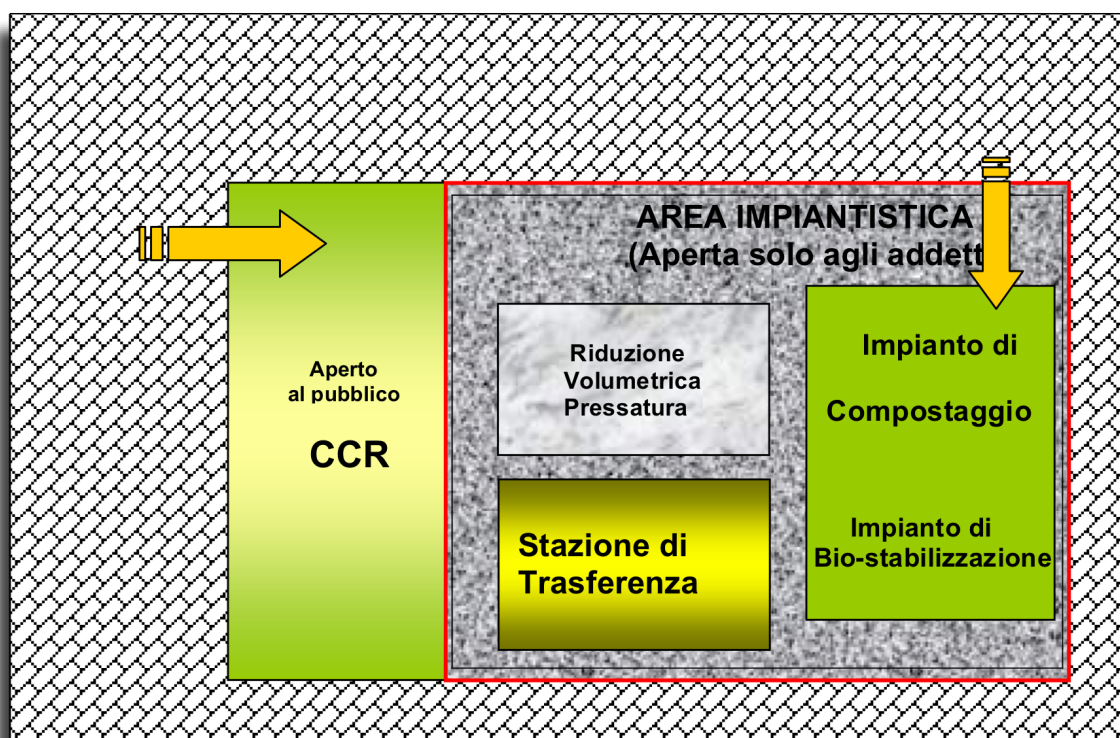 AREA IMPIANTISTICA
(Aperta solo agli addett
Aperto
al pubblico
CCR
Riduzione
Volumetrica
Pressatura
Stazione di
Trasferenza
Impianto di
Compostaggio
Impianto di
Bio-stabilizzazione